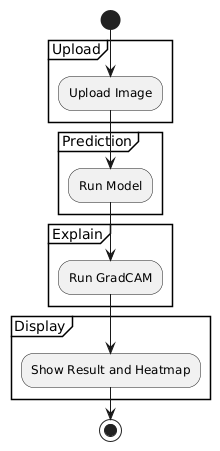 Upload
Upload Image
Prediction
Run Model
Explain
Run GradCAM
Display
Show Result and Heatmap